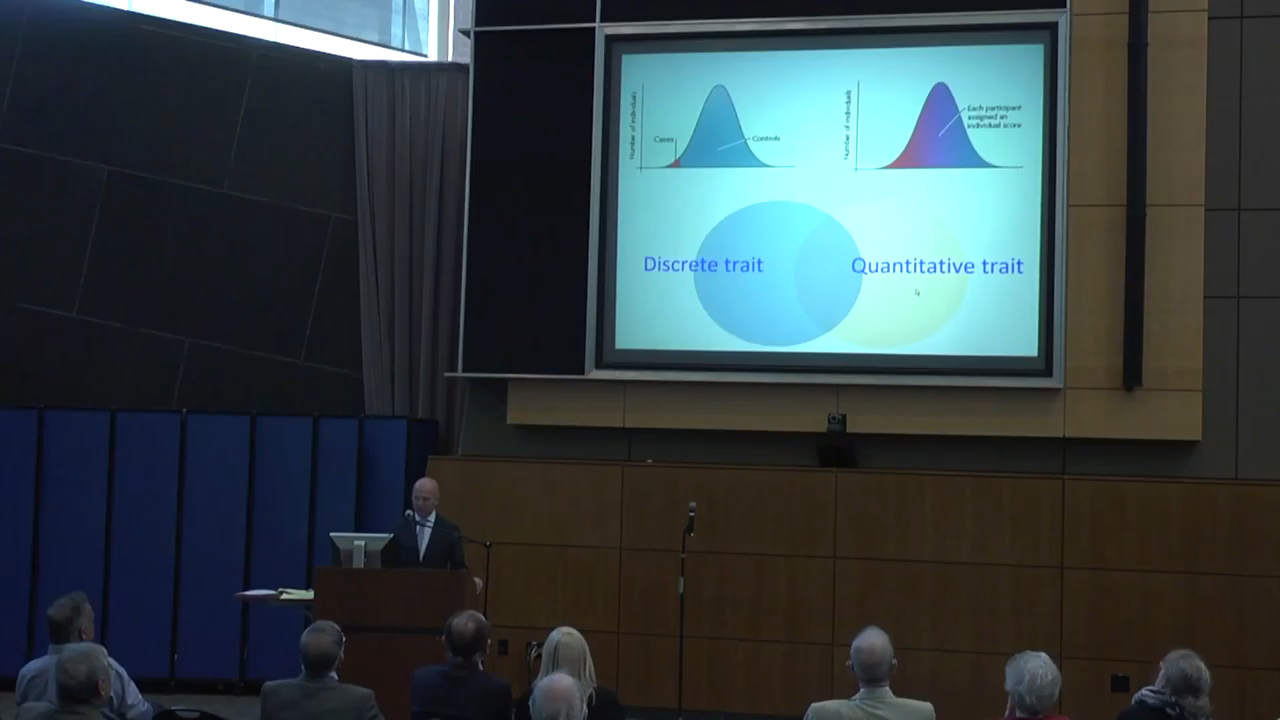 Number of individuals
Cases
Controls
Number of individuals
Each participant
assigned an
individual score
Discrete trait
Quantitative trait